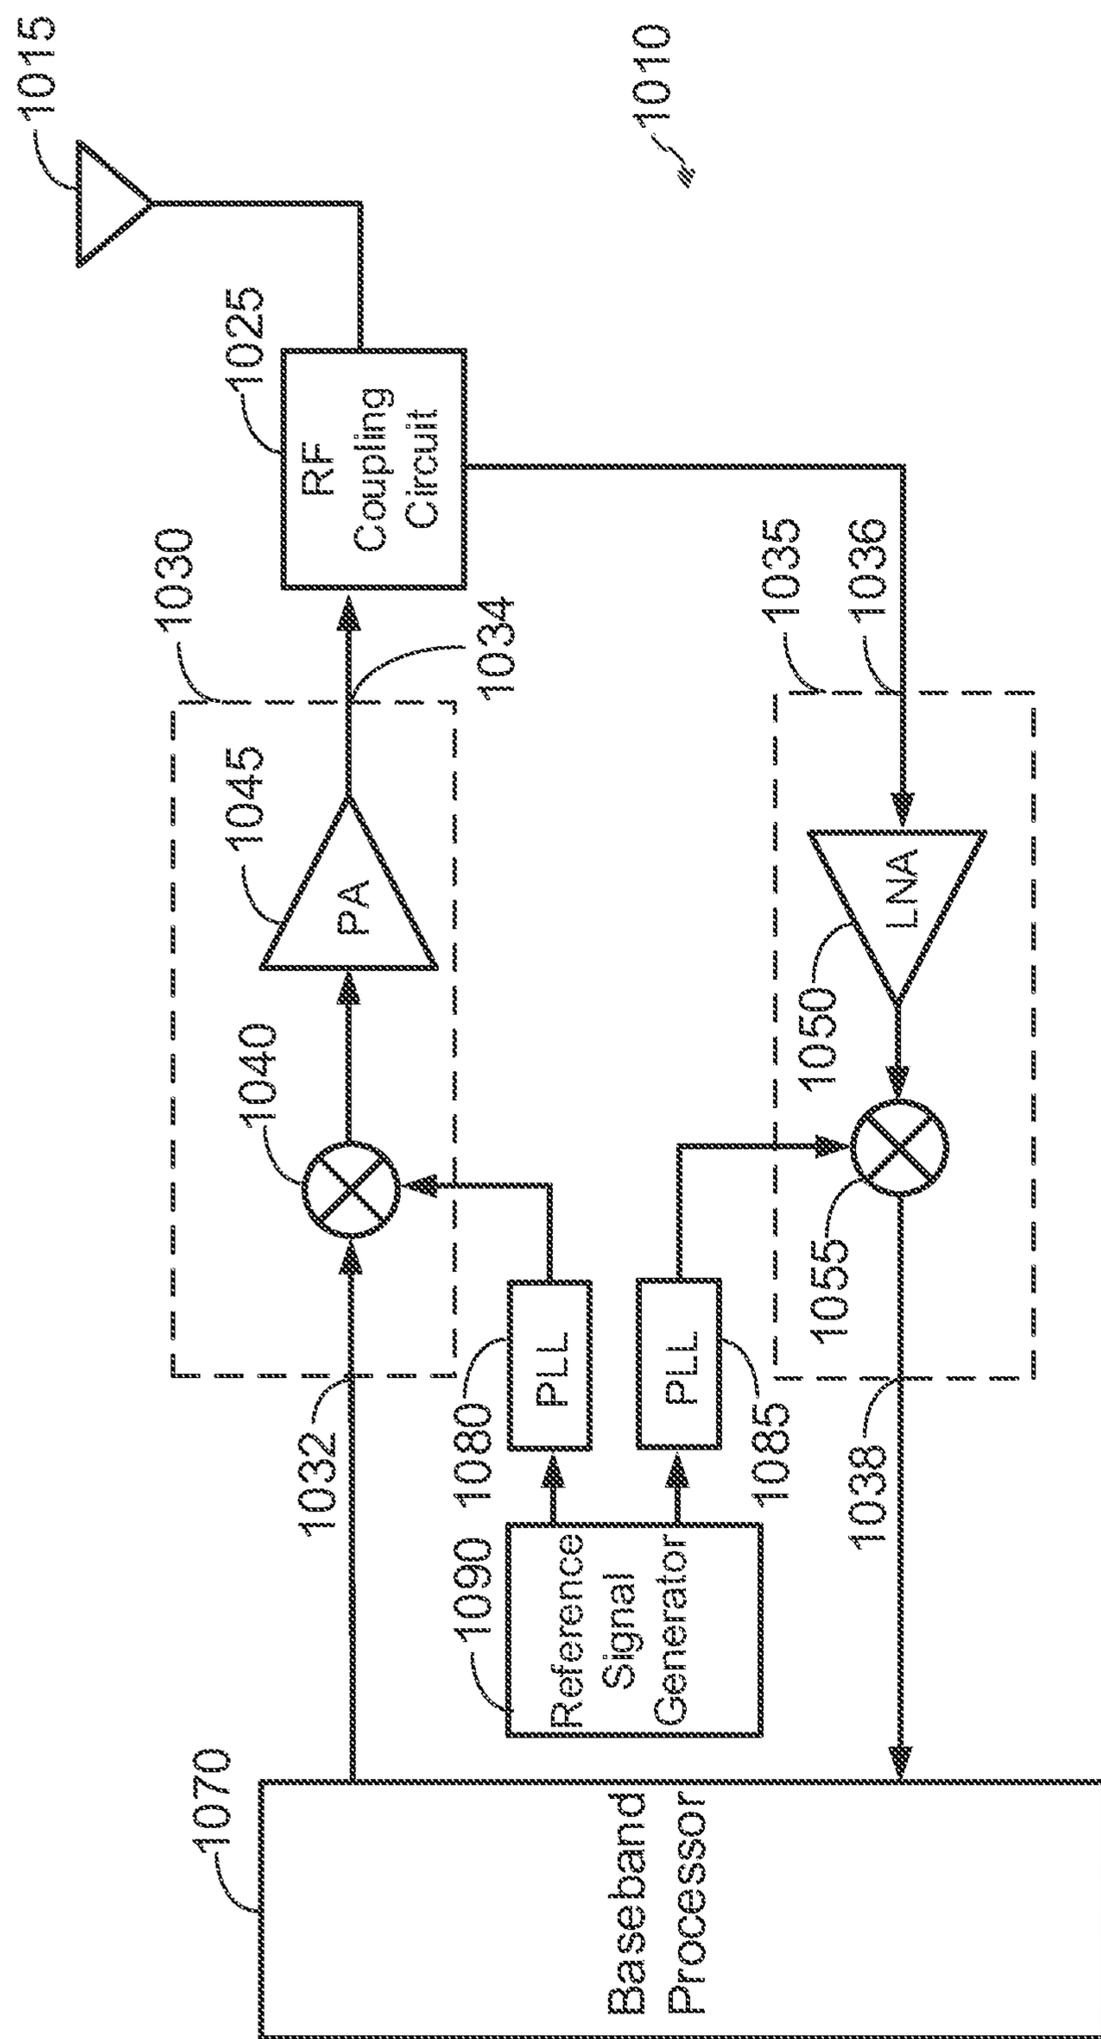 1015
1010
1025
RF
Coupling
Circuit
1030
1034
1045
PA
1040
1032
1035
1036
LNA
1050
1055
1038
1080
PLL
PLL
1085
1090
Reference
Signal
Generator
1070
Baseband
Processor